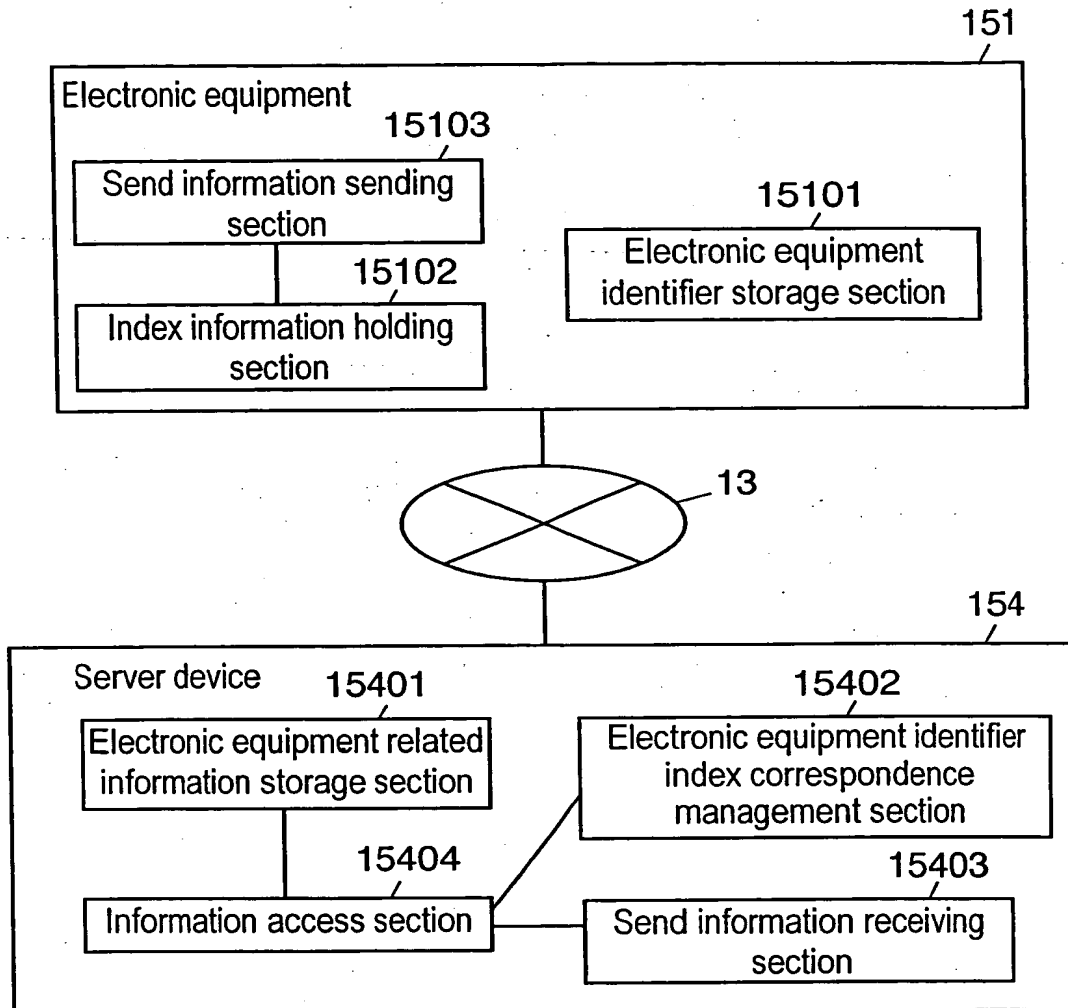 151
Electronic equipment
15103
Send information sending
section
15101
Electronic equipment
identifier storage section
15102
Index information holding
section
13
154
Server device
15401
Electronic equipment related
information storage section
15402
Electronic equipment identifier
index correspondence
management section
15404
Information access section
15403
Send information receiving
section